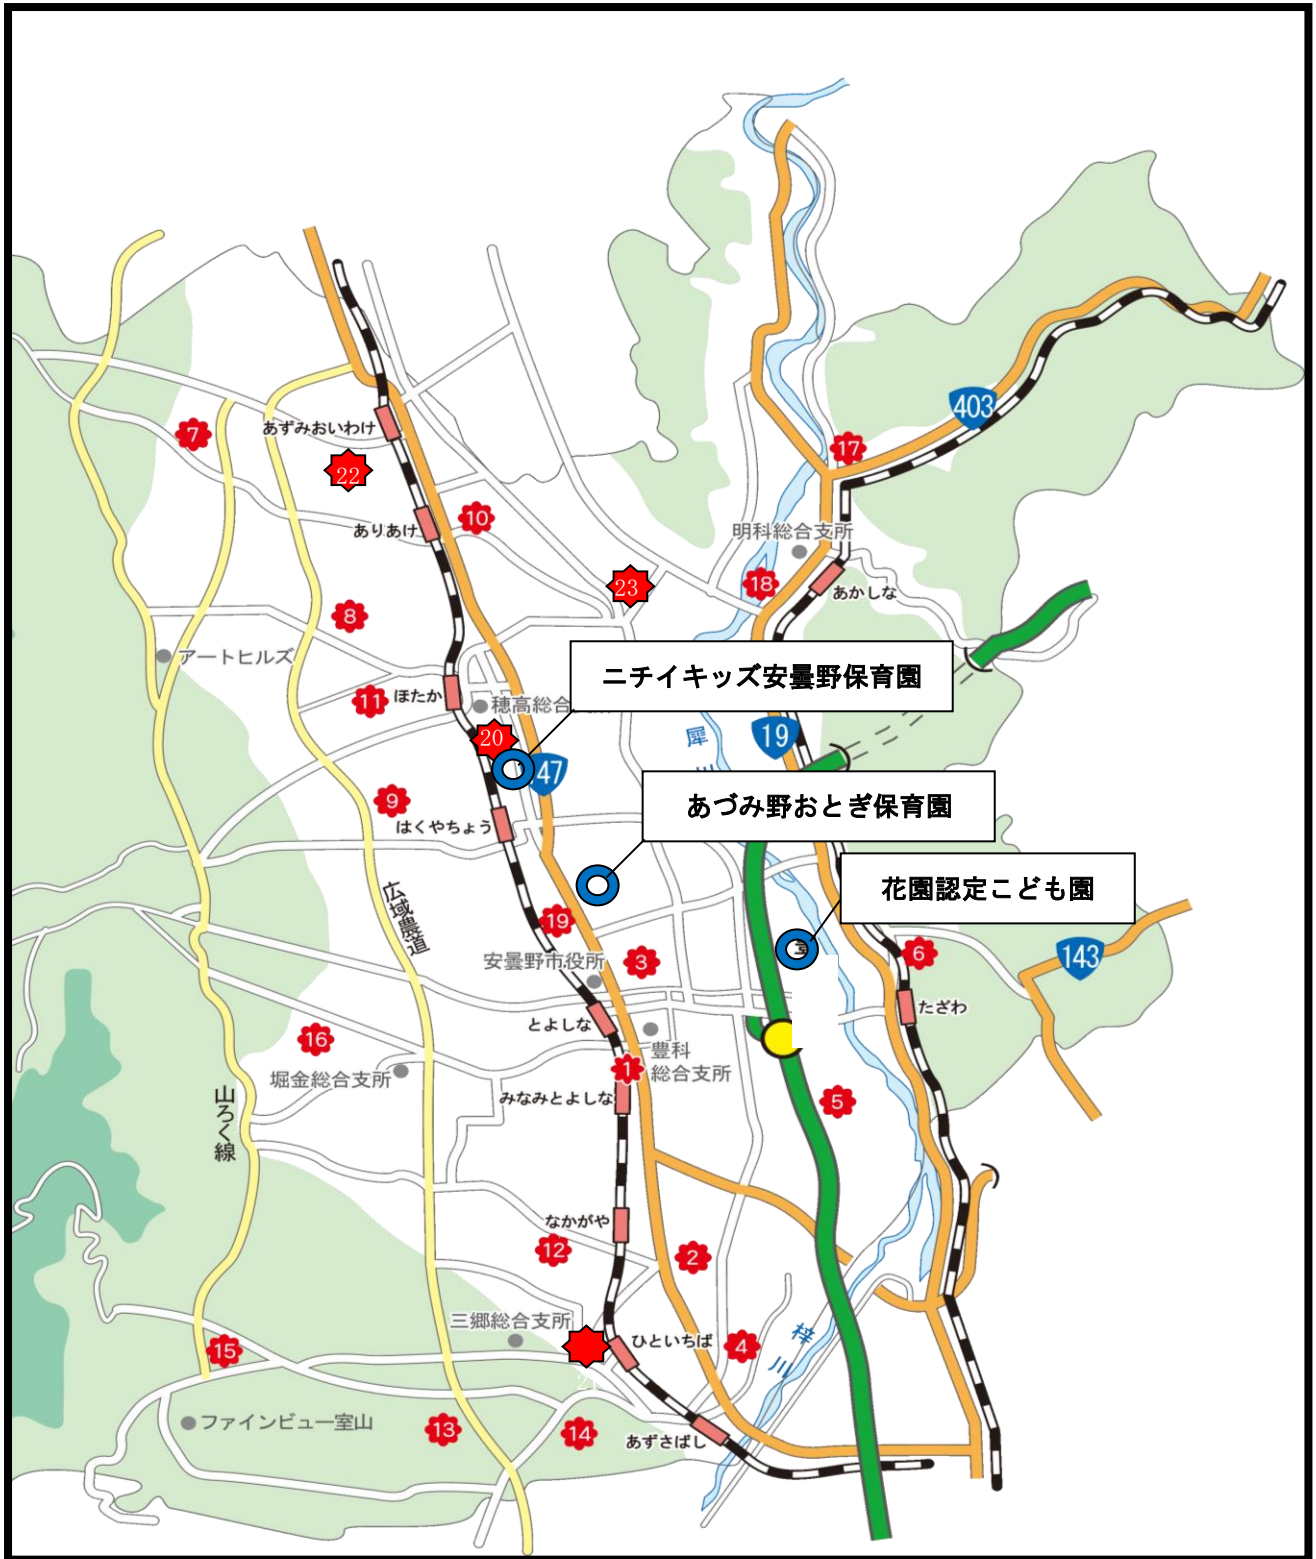 403
7
あずみおいわけ
17
22
10
ありあけ
明科総合支所
23
18
あかしな
8
アートヒルズ
ニチイキッズ安曇野保育園
11
ほたか
穂高総合
20
犀
19
47
9
はくやちょう
あづみ野おとぎ保育園
花園認定こども園
広域農道
19
安曇野市役所
3
6
143
たざわ
とよしな
16
豊科
総合支所
堀金総合支所
1
みなみとよしな
山ろく線
5
なかがや
12
2
三郷総合支所
ひといちば
4
梓川
15
21
ファインビュー室山
13
14
あずさばし